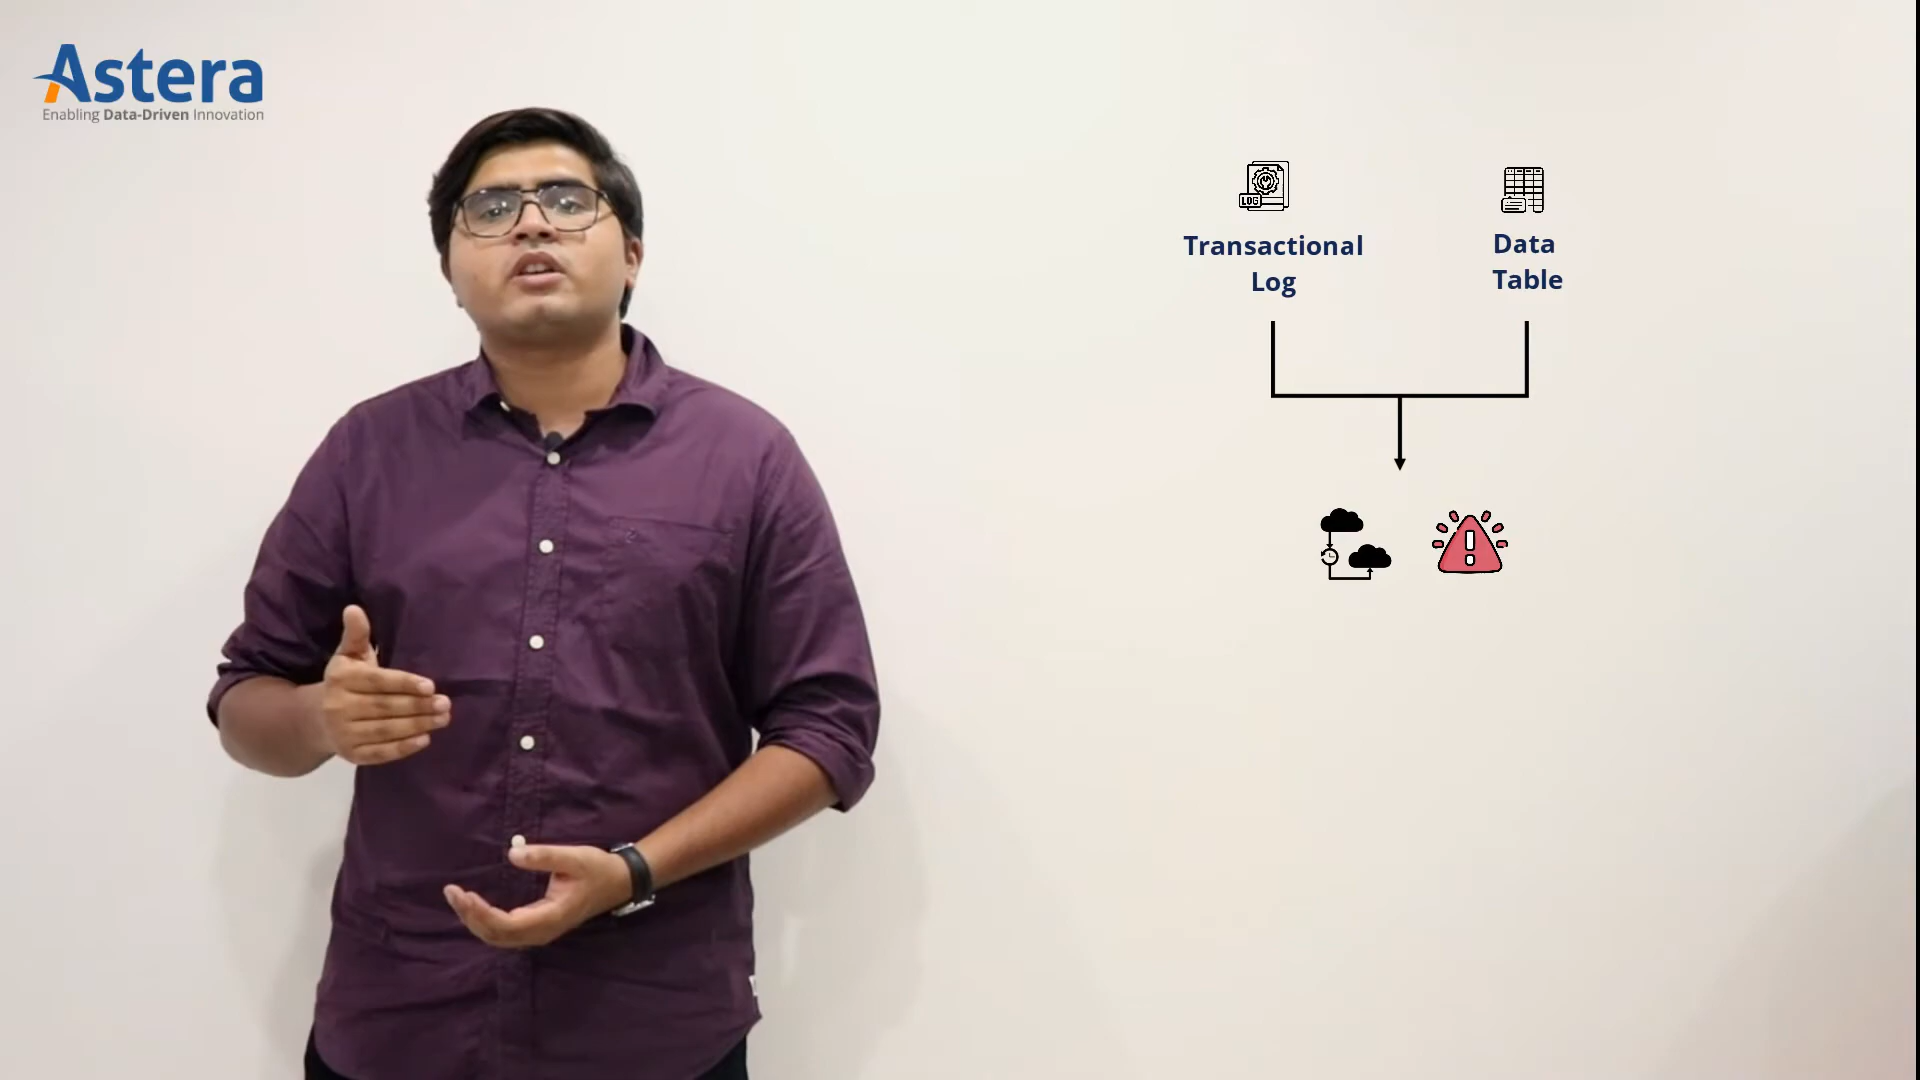 Astera
Enabling Data-Driven Innovation
LOG
Transactional
Log
Data
Table